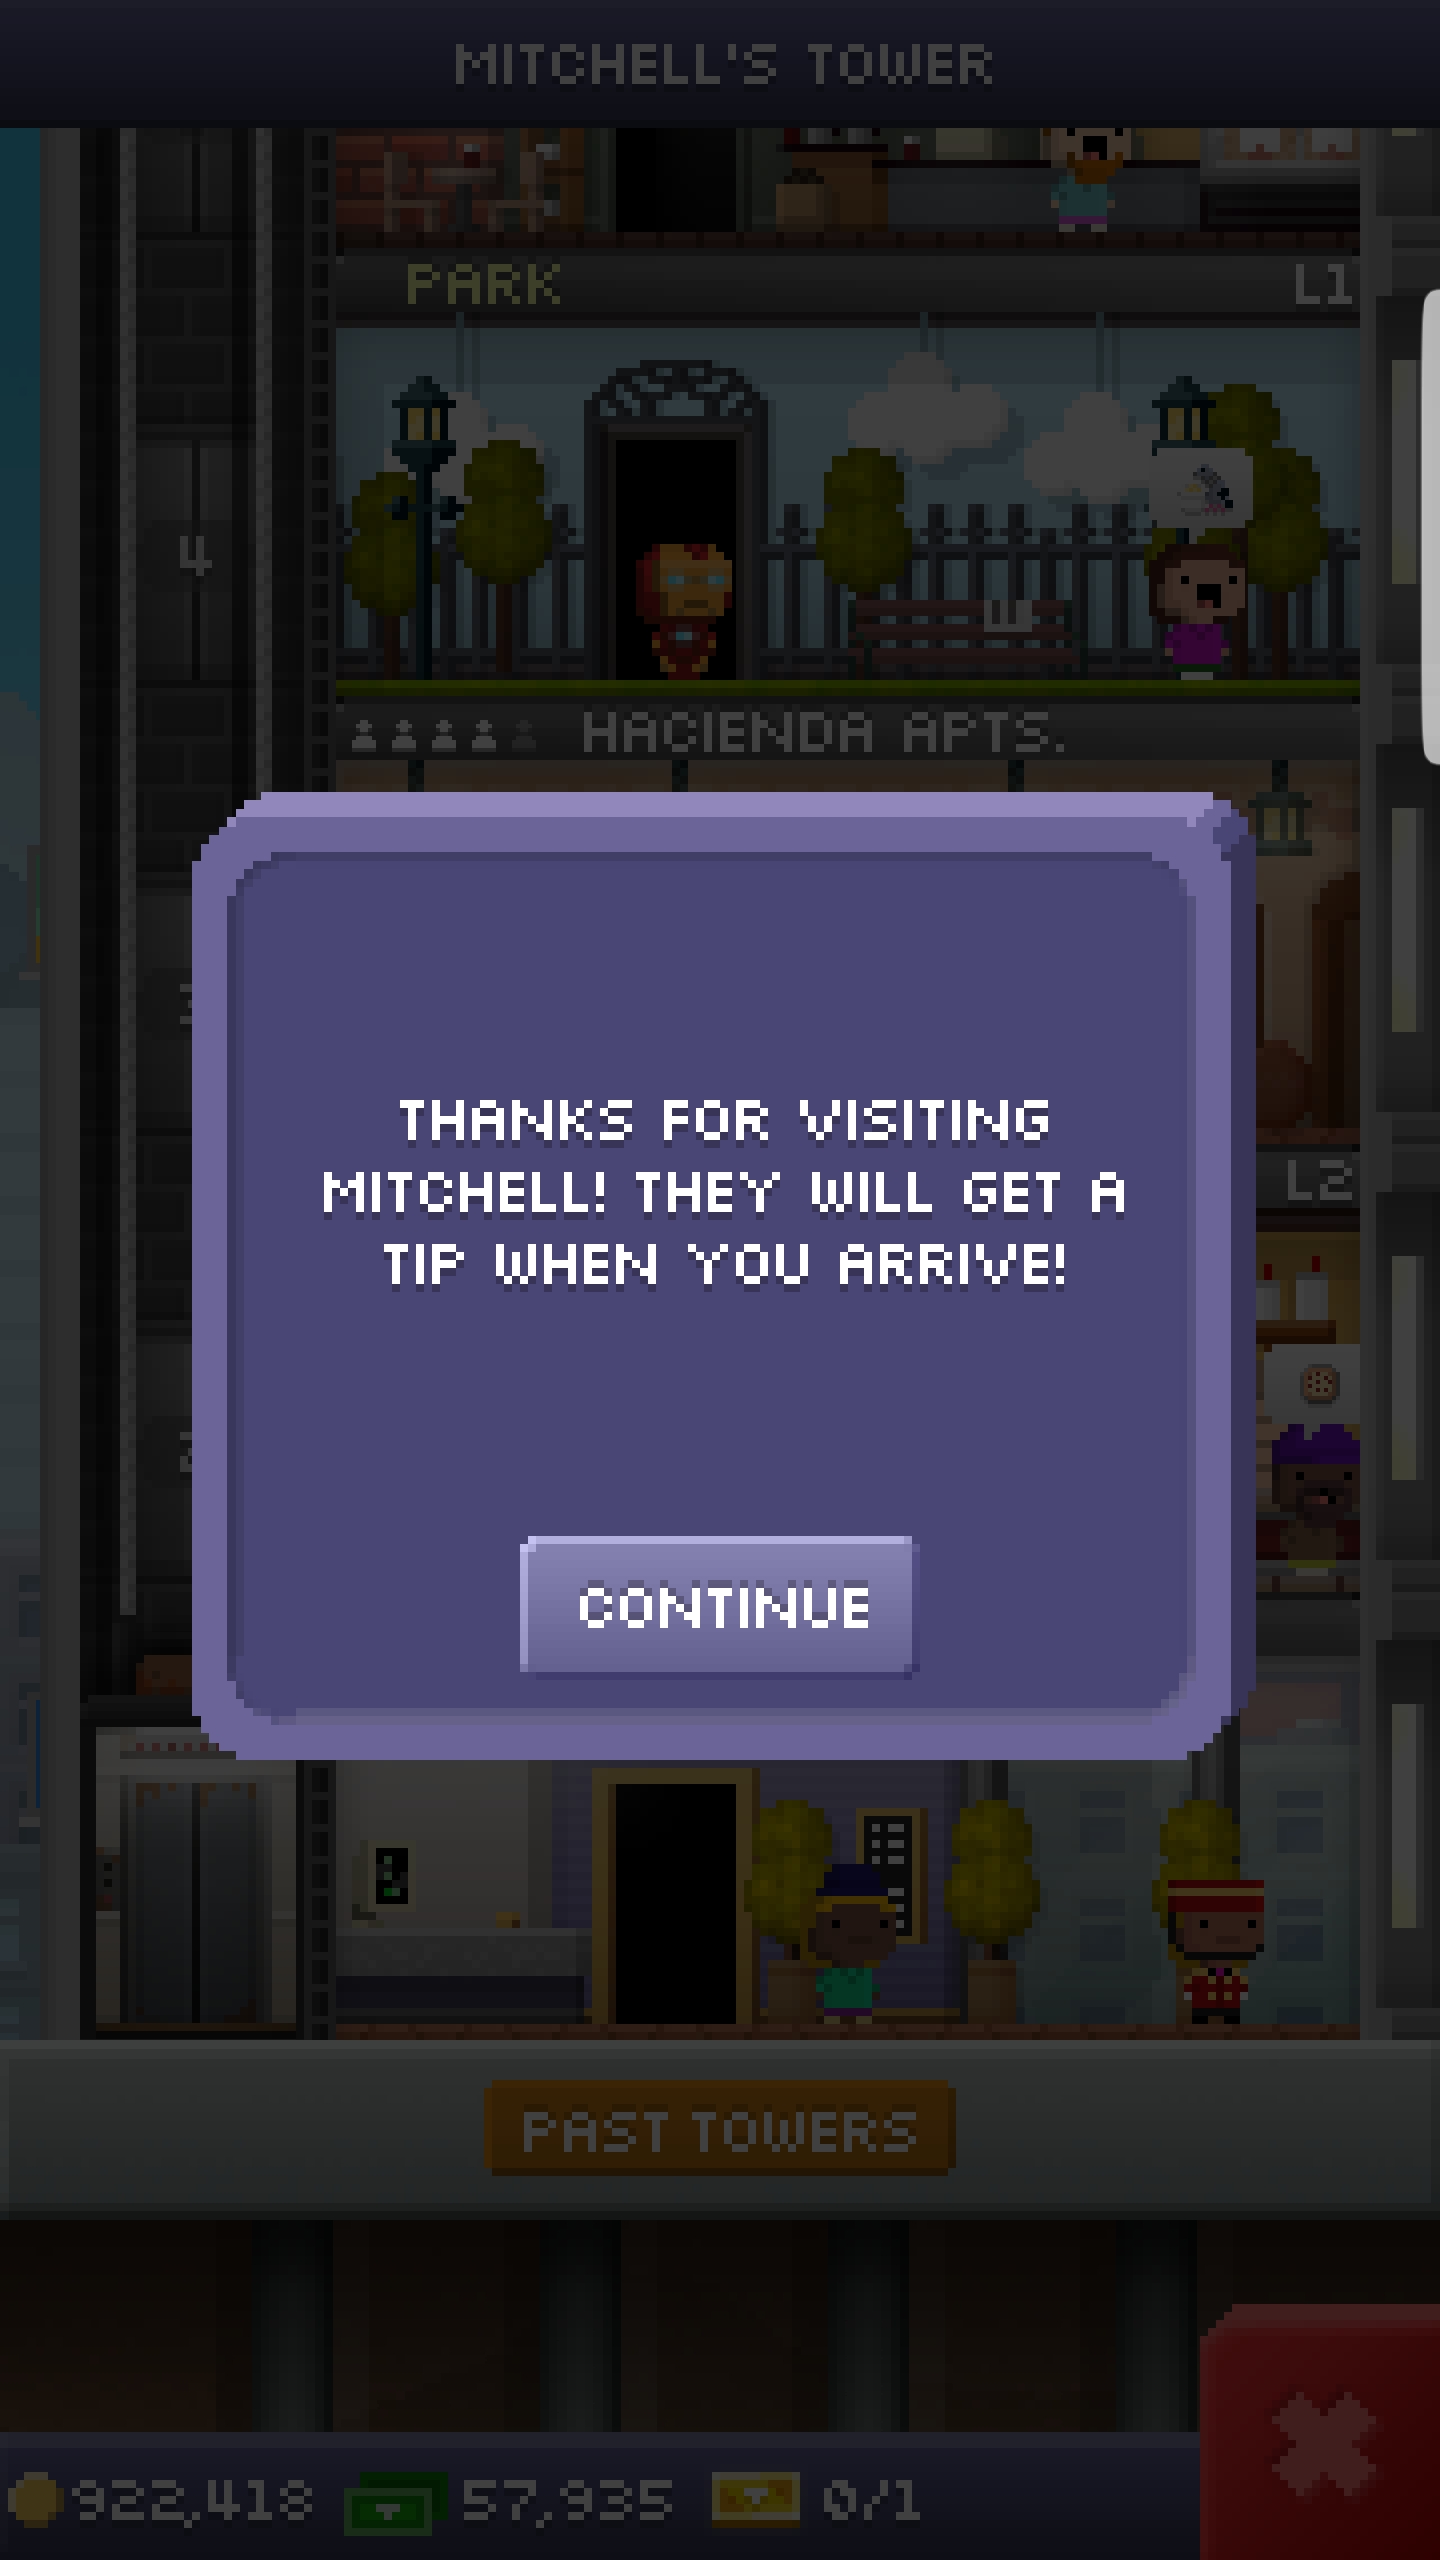 MITCHELL'S TOWER
PARK
L1
4
HACIENDA APTS.
THANKS FOR VISITING
MITCHELL! THEY WILL GET A
TIP WHEN YOU ARRIVE!
L2
CONTINUE
PAST TOWERS
922,418
57,935
0/1